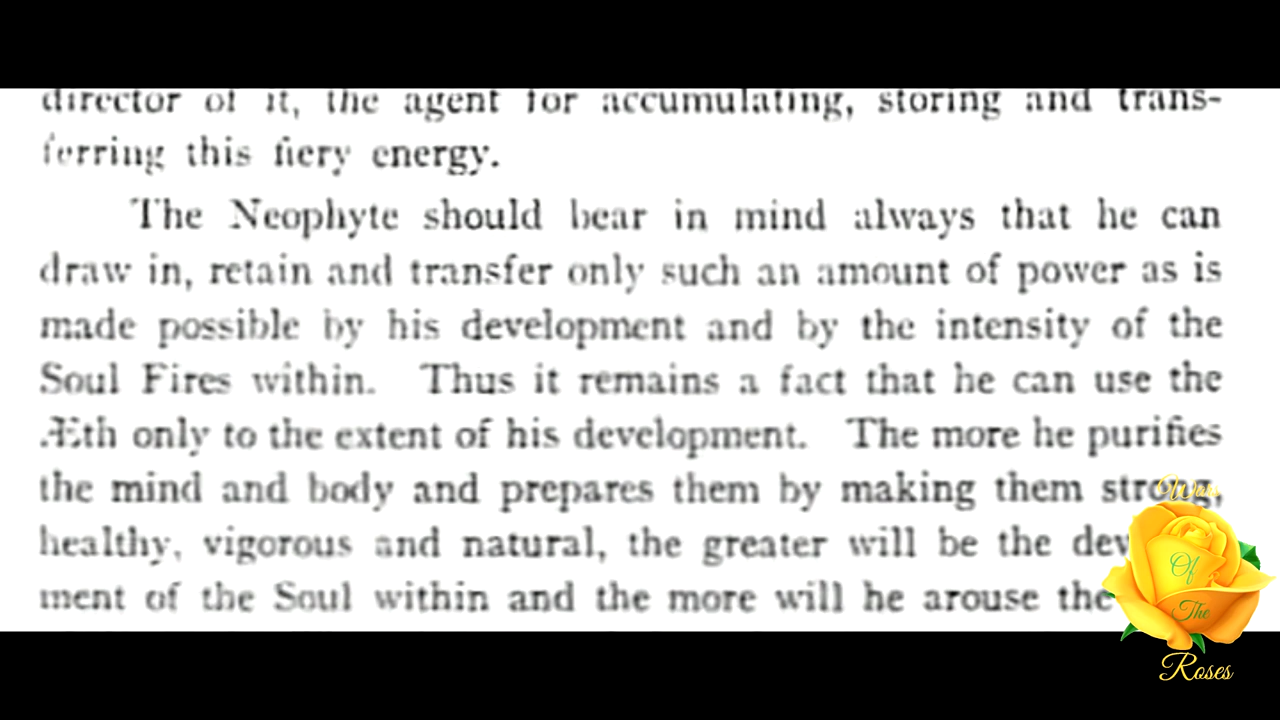 director of it, the agent for accumulating, storing and trans-
ferring this fiery energy.
The Neophyte should bear in mind always that he can
draw in, retain and transfer only such an amount of power as is
made possible by his development and by the intensity of the
Soul Fires within. Thus it remains a fact that he can use the
Æth only to the extent of his development. The more he purifies
the mind and body and prepares them by making them strong,
healthy, vigorous and natural, the greater will be the
ment of the Soul within and the more will he arouse the
Wars
Of
The
Roses